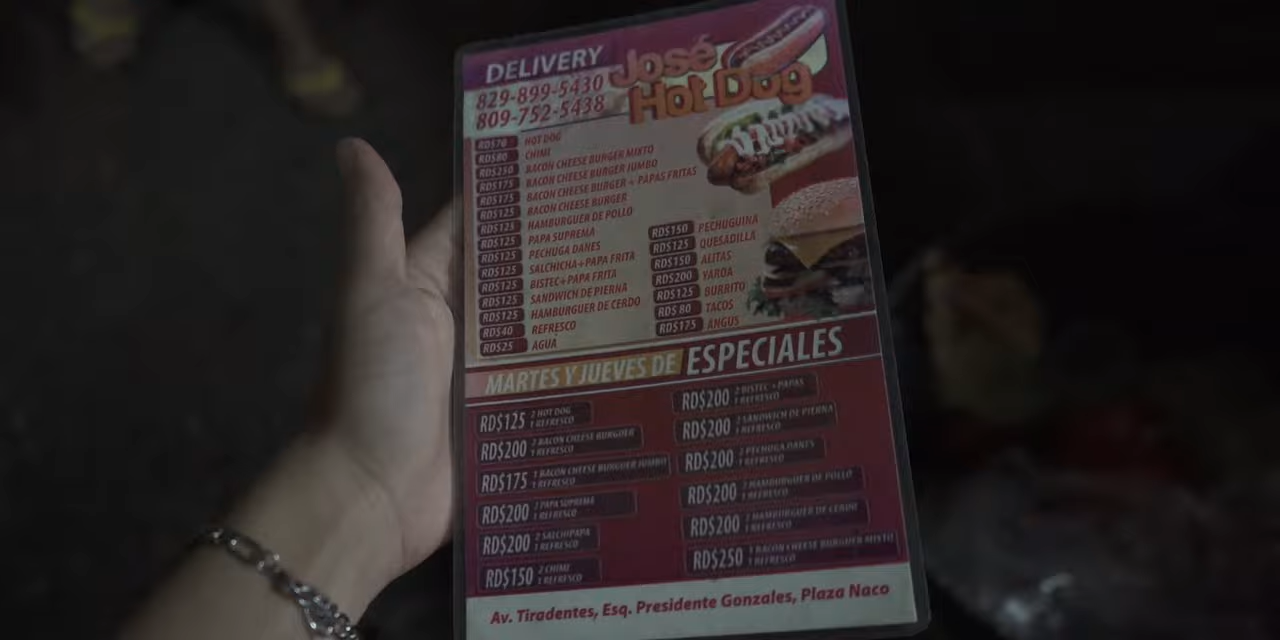 DELIVERY
829-899-5430
809-752-5438
José
Hot Dog
RD$70 HOT DOG
RD$80 CHIMI
RD$250 BACON CHEESE BURGER MIXTO
RD$175 BACON CHEESE BURGER JUMBO
RD$175 BACON CHEESE BURGER + PAPAS FRITAS
RD$125 BACON CHEESE BURGER
RD$125 HAMBURGUER DE POLLO
RD$125 PAPA SUPREMA
RD$125 PECHUGA DANES
RD$125 SALCHICHA+PAPA FRITA
RD$125 BISTEC+PAPA FRITA
RD$125 SANDWICH DE PIERNA
RD$125 HAMBURGUER DE CERDO
RD$40 REFRESCO
RD$25 AGUA
RD$150 PECHUGUINA
RD$125 QUESADILLA
RD$150 ALITAS
RD$200 YAROA
RD$125 BURRITO
RD$ 80 TACOS
RD$175 ANGUS
MARTES Y JUEVES DE ESPECIALES
RD$125 2 HOT DOG
1 REFRESCO
RD$200 2 BACON CHEESE BURGUER
1 REFRESCO
RD$175 1 BACON CHEESE BURGUER JUMBO
1 REFRESCO
RD$200 2 PAPA SUPREMA
1 REFRESCO
RD$200 2 SALCHIPAPA
1 REFRESCO
RD$150 2 CHIMI
1 REFRESCO
RD$200 2 BISTEC + PAPAS
1 REFRESCO
RD$200 2 SANDWICH DE PIERNA
1 REFRESCO
RD$200 2 PECHUGA DANES
1 REFRESCO
RD$200 2 HAMBURGUER DE POLLO
1 REFRESCO
RD$200 2 HAMBURGUER DE CERDO
1 REFRESCO
RD$250 1 BACON CHEESE BURGUER MIXTO
1 REFRESCO
Av. Tiradentes, Esq. Presidente Gonzales, Plaza Naco